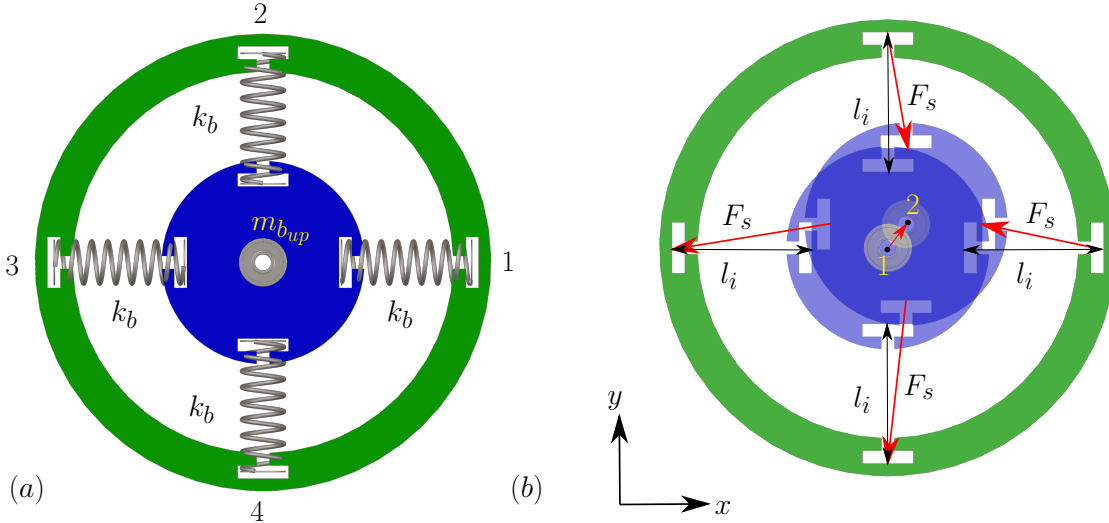 2
k_b
m_{b_{up}}
3
1
k_b
k_b
k_b
4
(a)
F_s
l_i
2
F_s
F_s
1
l_i
l_i
l_i
F_s
y
x
(b)